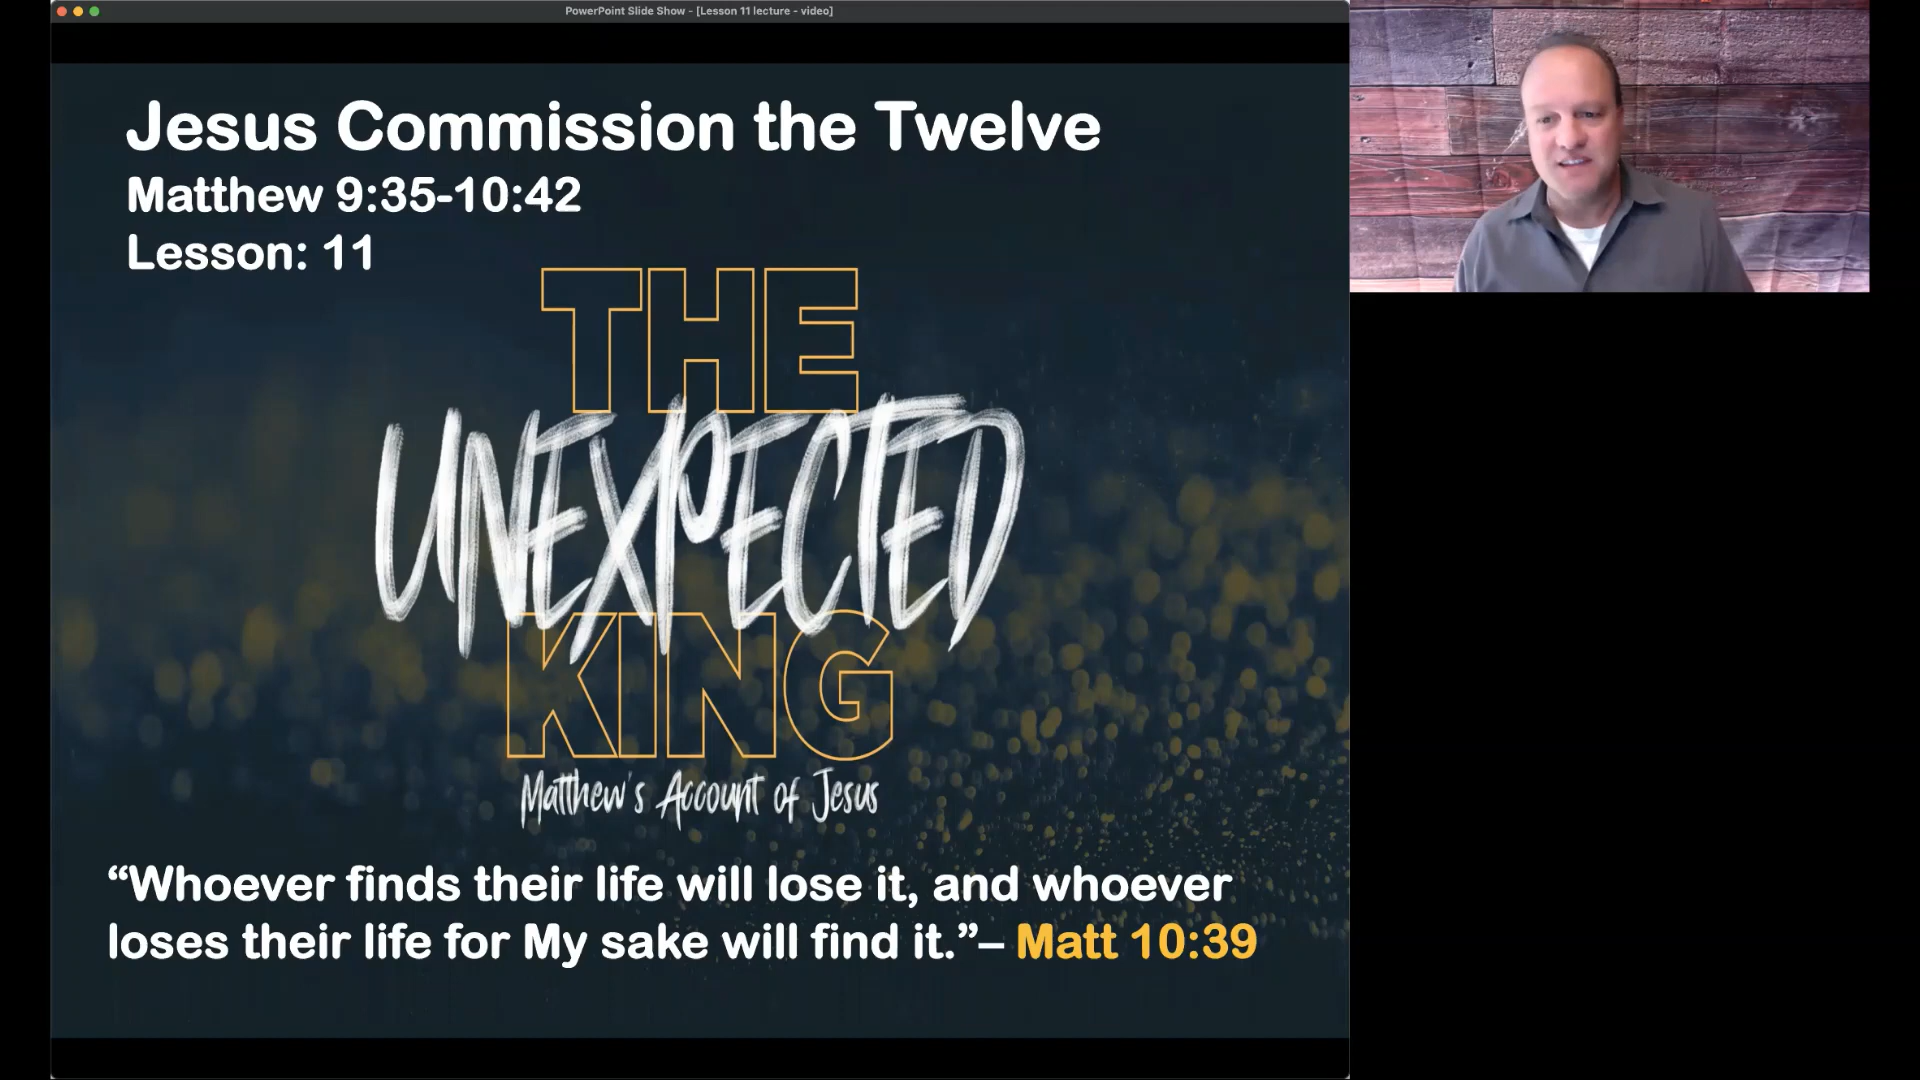 PowerPoint Slide Show - [Lesson 11 lecture - video]
Jesus Commission the Twelve
Matthew 9:35-10:42
Lesson: 11
THE
UNEXPECTED
KING
Matthew's Account of Jesus
“Whoever finds their life will lose it, and whoever
loses their life for My sake will find it.”– Matt 10:39